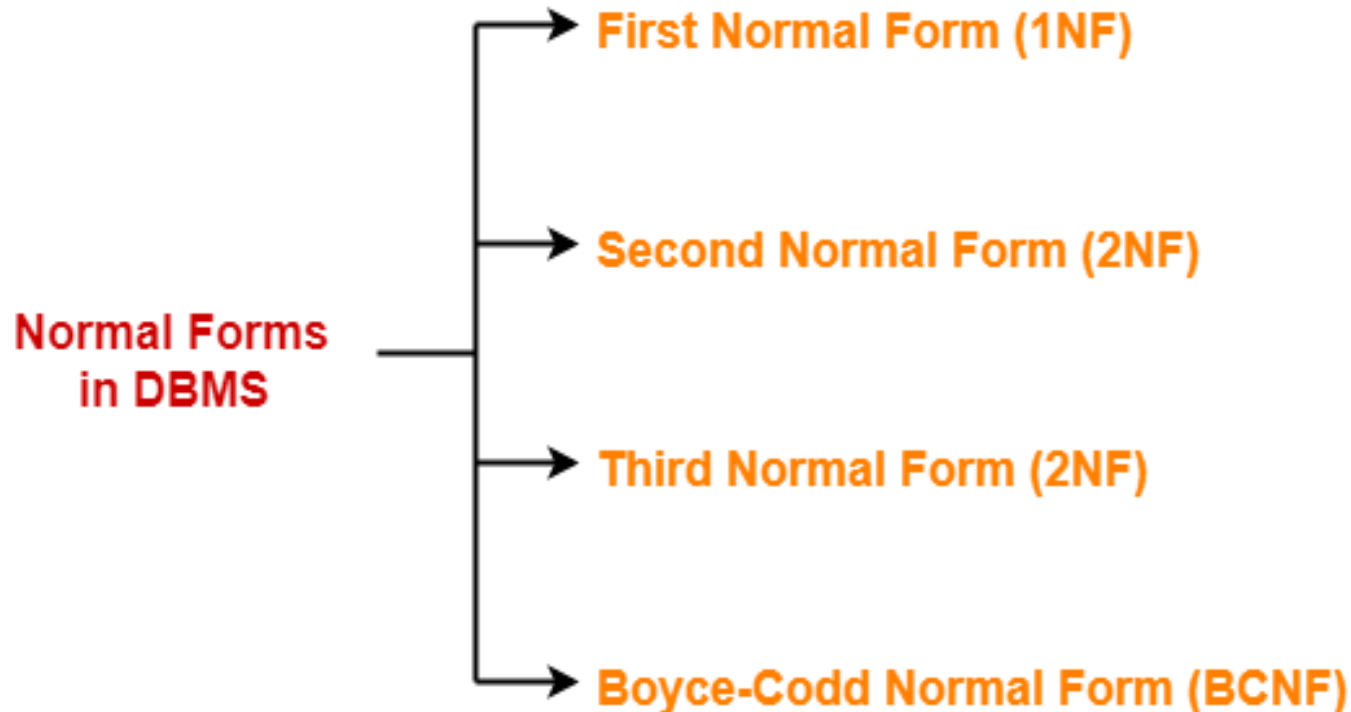 First Normal Form (1NF)
Second Normal Form (2NF)
Normal Forms
in DBMS
Third Normal Form (2NF)
Boyce-Codd Normal Form (BCNF)